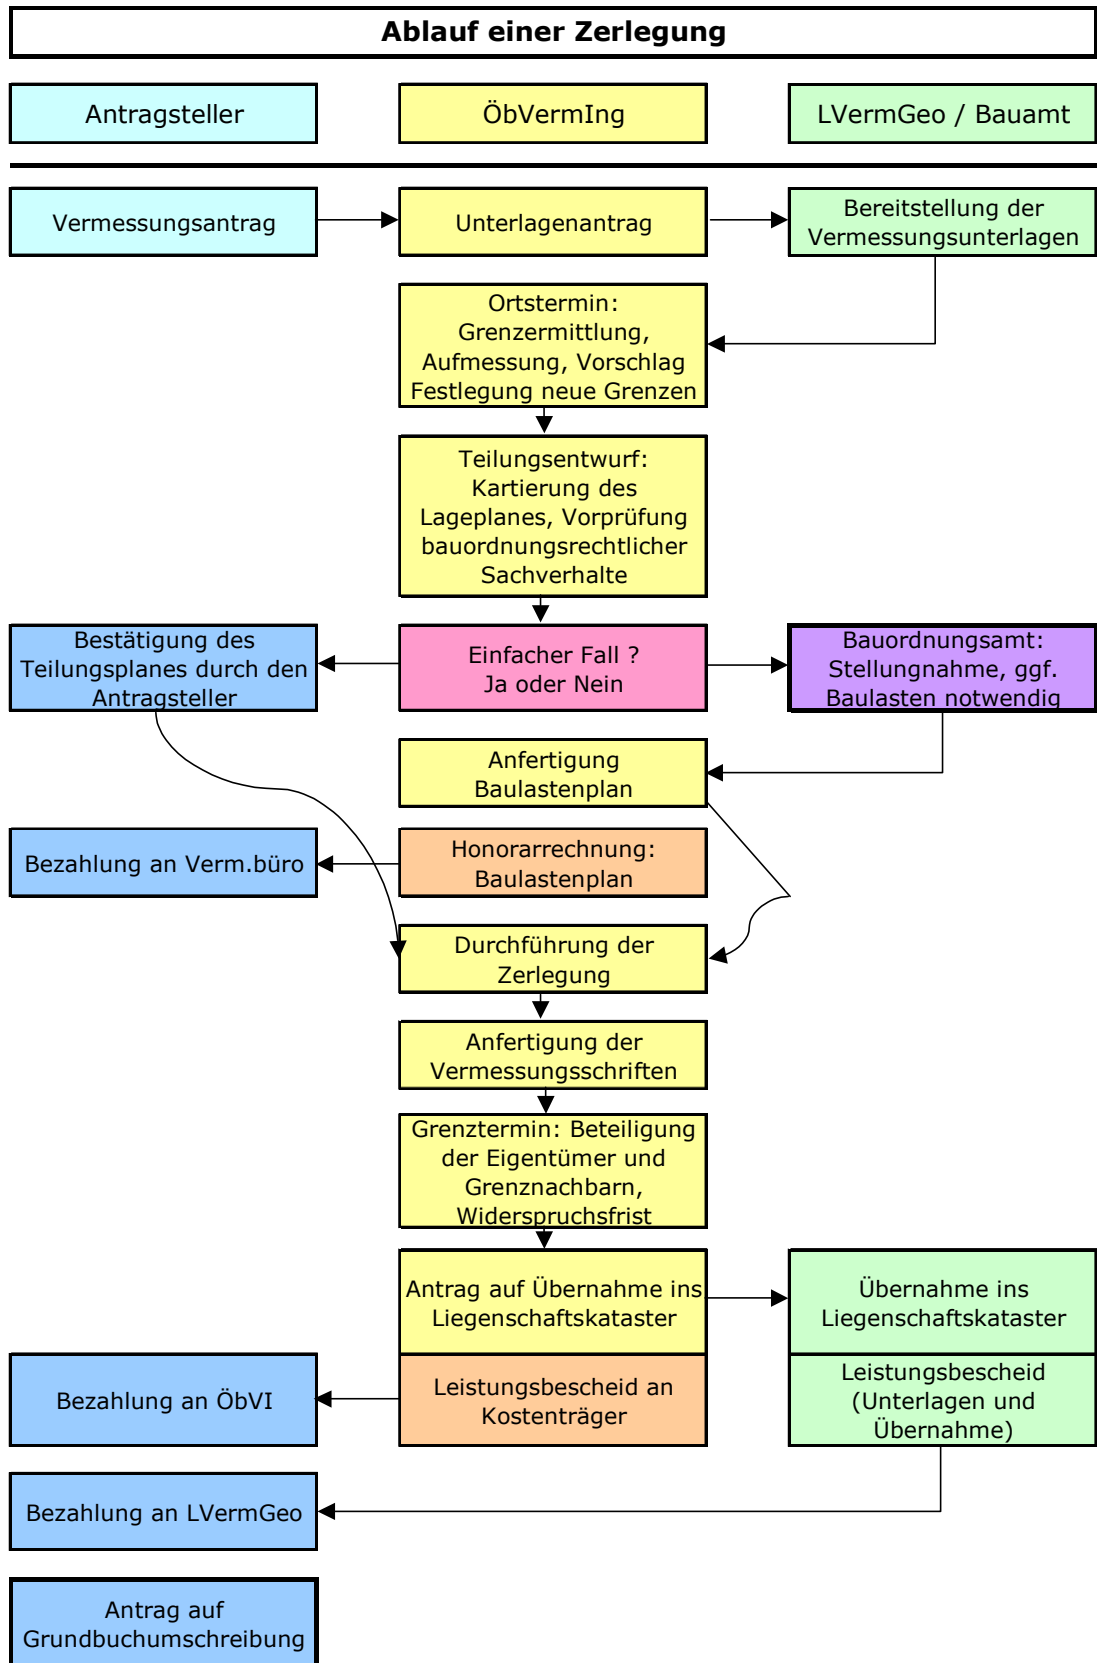 Ablauf einer Zerlegung
Antragsteller
ÖbVermIng
LVermGeo / Bauamt
Vermessungsantrag
Unterlagenantrag
Bereitstellung der
Vermessungsunterlagen
Ortstermin:
Grenzermittlung,
Aufmessung, Vorschlag
Festlegung neue Grenzen
Teilungsentwurf:
Kartierung des
Lageplanes, Vorprüfung
bauordnungsrechtlicher
Sachverhalte
Bestätigung des
Teilungsplanes durch den
Antragsteller
Einfacher Fall ?
Ja oder Nein
Bauordnungsamt:
Stellungnahme, ggf.
Baulasten notwendig
Anfertigung
Baulastenplan
Bezahlung an Verm.büro
Honorarrechnung:
Baulastenplan
Durchführung der
Zerlegung
Anfertigung der
Vermessungsschriften
Grenztermin: Beteiligung
der Eigentümer und
Grenznachbarn,
Widerspruchsfrist
Antrag auf Übernahme ins
Liegenschaftskataster
Übernahme ins
Liegenschaftskataster
Bezahlung an ÖbVI
Leistungsbescheid an
Kostenträger
Leistungsbescheid
(Unterlagen und
Übernahme)
Bezahlung an LVermGeo
Antrag auf
Grundbuchumschreibung